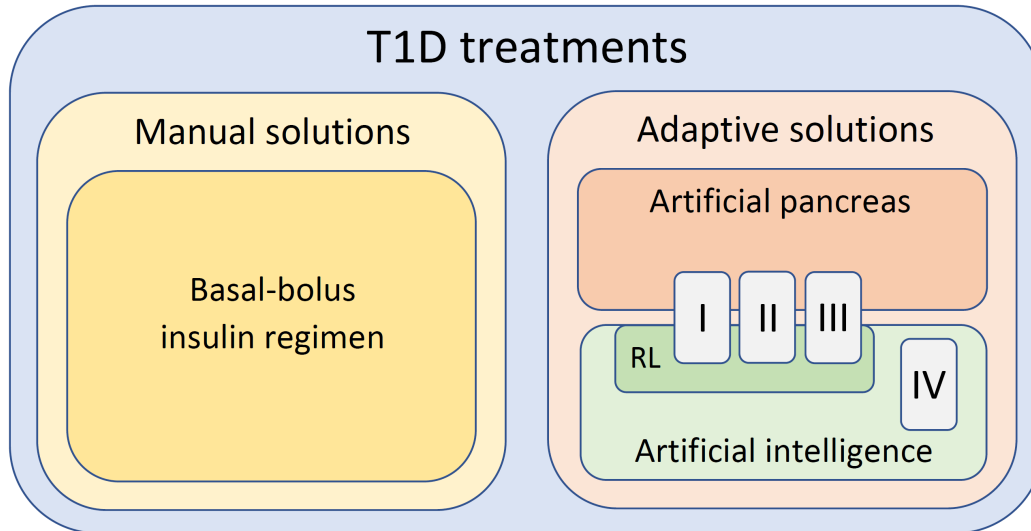 T1D treatments
Manual solutions
Basal-bolus
insulin regimen
Adaptive solutions
Artificial pancreas
I
II
III
RL
IV
Artificial intelligence